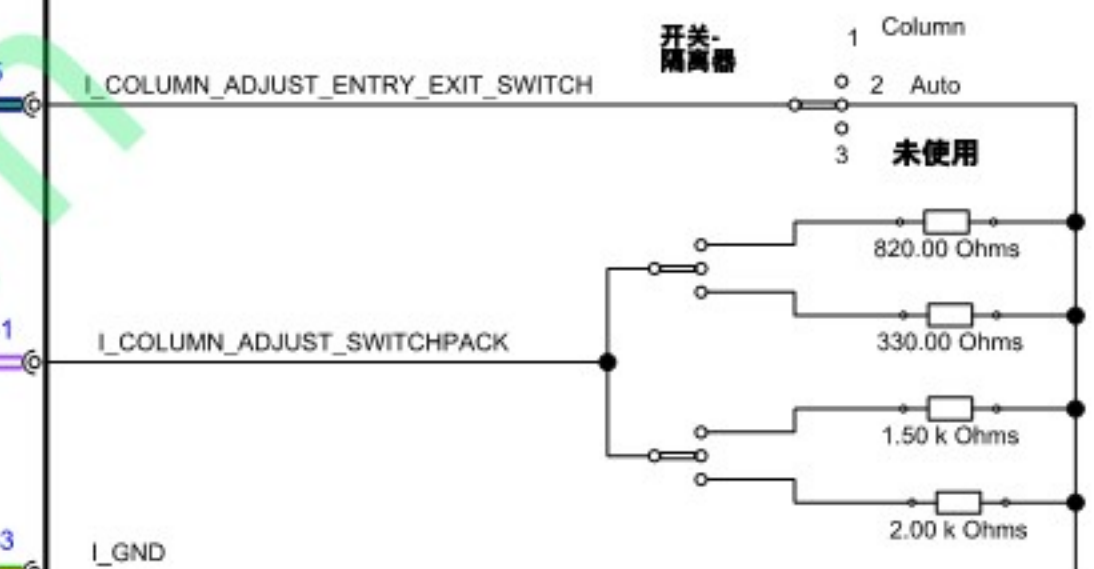 开关-
隔离器
1 Column
I_COLUMN_ADJUST_ENTRY_EXIT_SWITCH
2 Auto
3 未使用
820.00 Ohms
330.00 Ohms
1
I_COLUMN_ADJUST_SWITCHPACK
1.50 k Ohms
2.00 k Ohms
3
I_GND